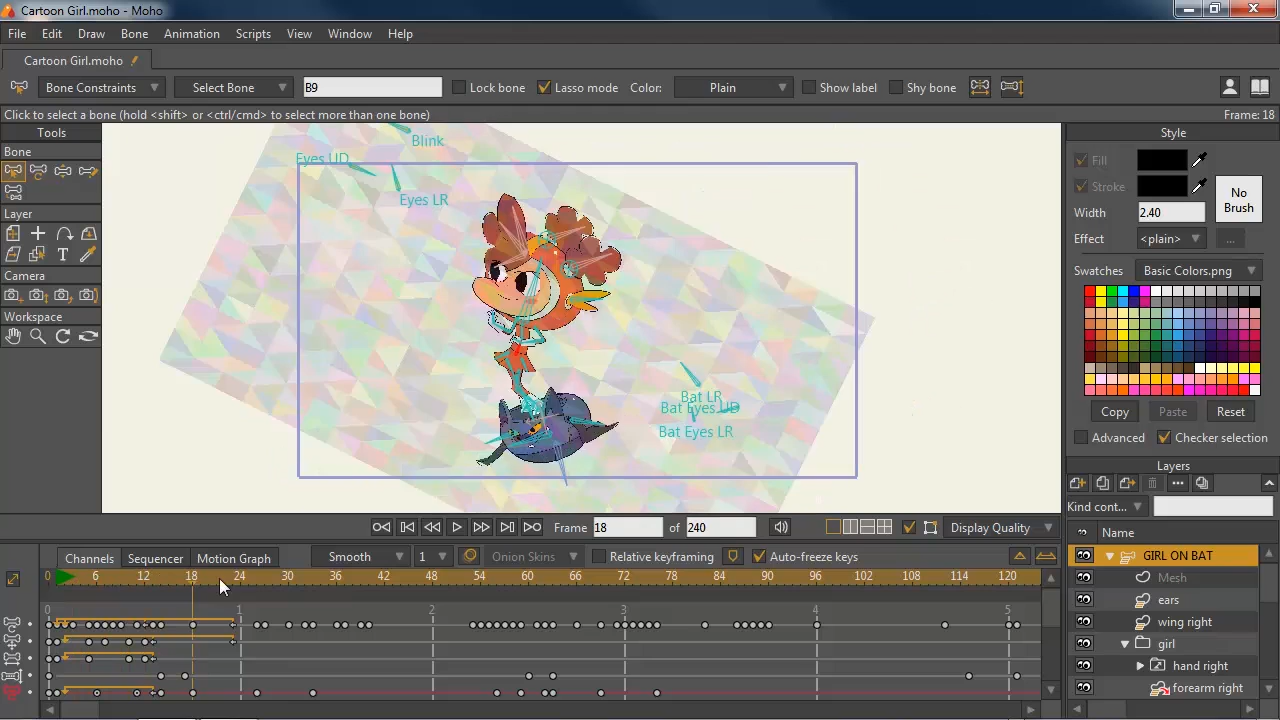 Cartoon Girl.moho - Moho
File Edit Draw Bone Animation Scripts View Window Help
Cartoon Girl.moho
Bone Constraints Select Bone B9 Lock bone Lasso mode Color: Plain Show label Shy bone
Click to select a bone (hold <shift> or <ctrl/cmd> to select more than one bone) Frame: 18
Tools
Bone
Layer
Camera
Workspace
Blink
Eyes UD
Eyes LR
Bat LR
Bat Eyes UD
Bat Eyes LR
Style
Fill
Stroke
No Brush
Width 2.40
Effect <plain> ...
Swatches Basic Colors.png
Copy Paste Reset
Advanced Checker selection
Layers
Kind cont...
Name
GIRL ON BAT
Mesh
ears
wing right
girl
hand right
forearm right
Frame 18 of 240 Display Quality
Channels Sequencer Motion Graph Smooth 1 Onion Skins Relative keyframing Auto-freeze keys
0 6 12 18 24 30 36 42 48 54 60 66 72 78 84 90 96 102 108 114 120
0 1 2 3 4 5